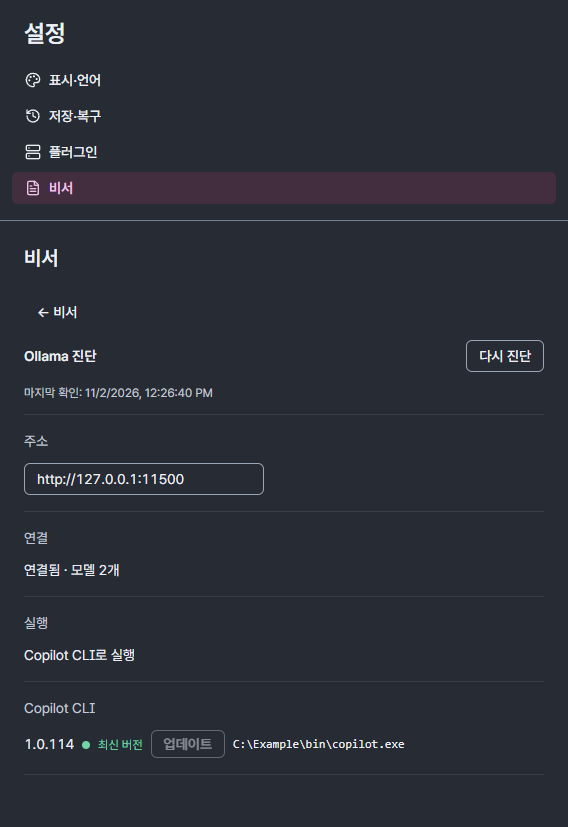 설정
표시·언어
저장·복구
플러그인
비서
비서
← 비서
Ollama 진단
다시 진단
마지막 확인: 11/2/2026, 12:26:40 PM
주소
http://127.0.0.1:11500
연결
연결됨 · 모델 2개
실행
Copilot CLI로 실행
Copilot CLI
1.0.114 ● 최신 버전 업데이트 C:\Example\bin\copilot.exe